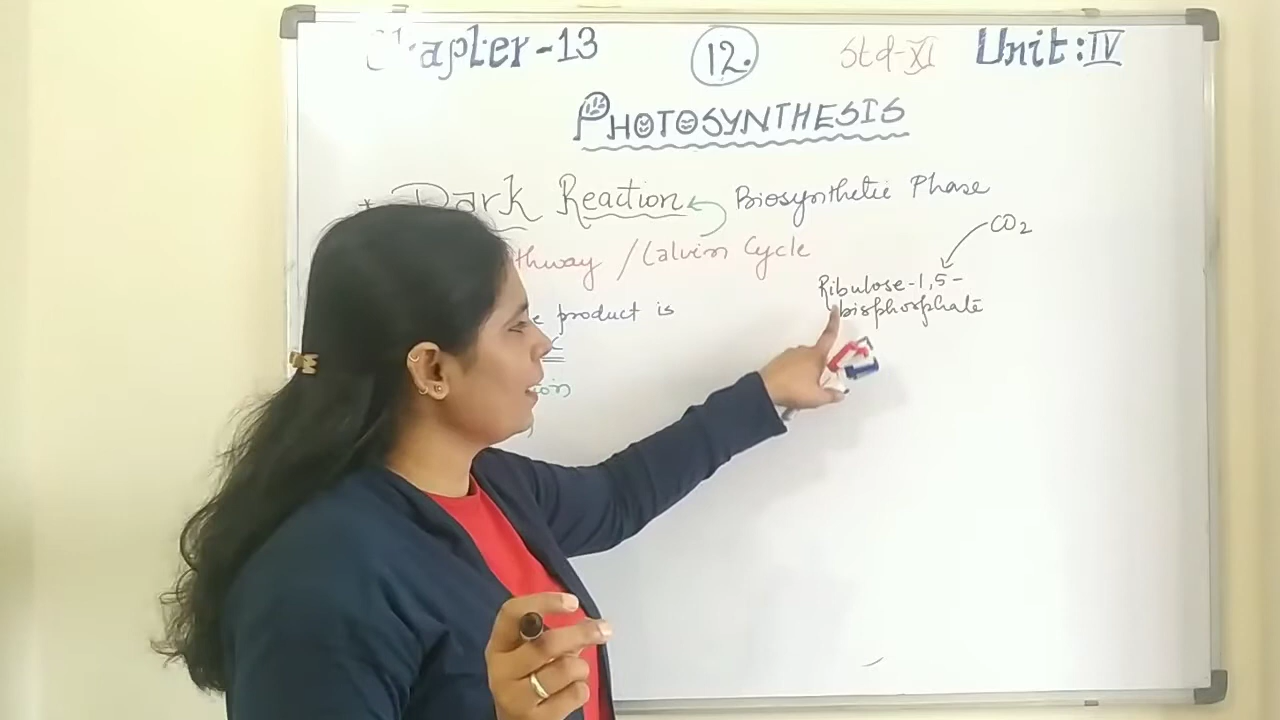 Chapter-13
12.
Std-XI
Unit: IV
PHOTOSYNTHESIS
* Dark Reaction
Biosynthetic Phase
CO2
/ Calvin Cycle
Ribulose-1,5-
bisphosphate
product is